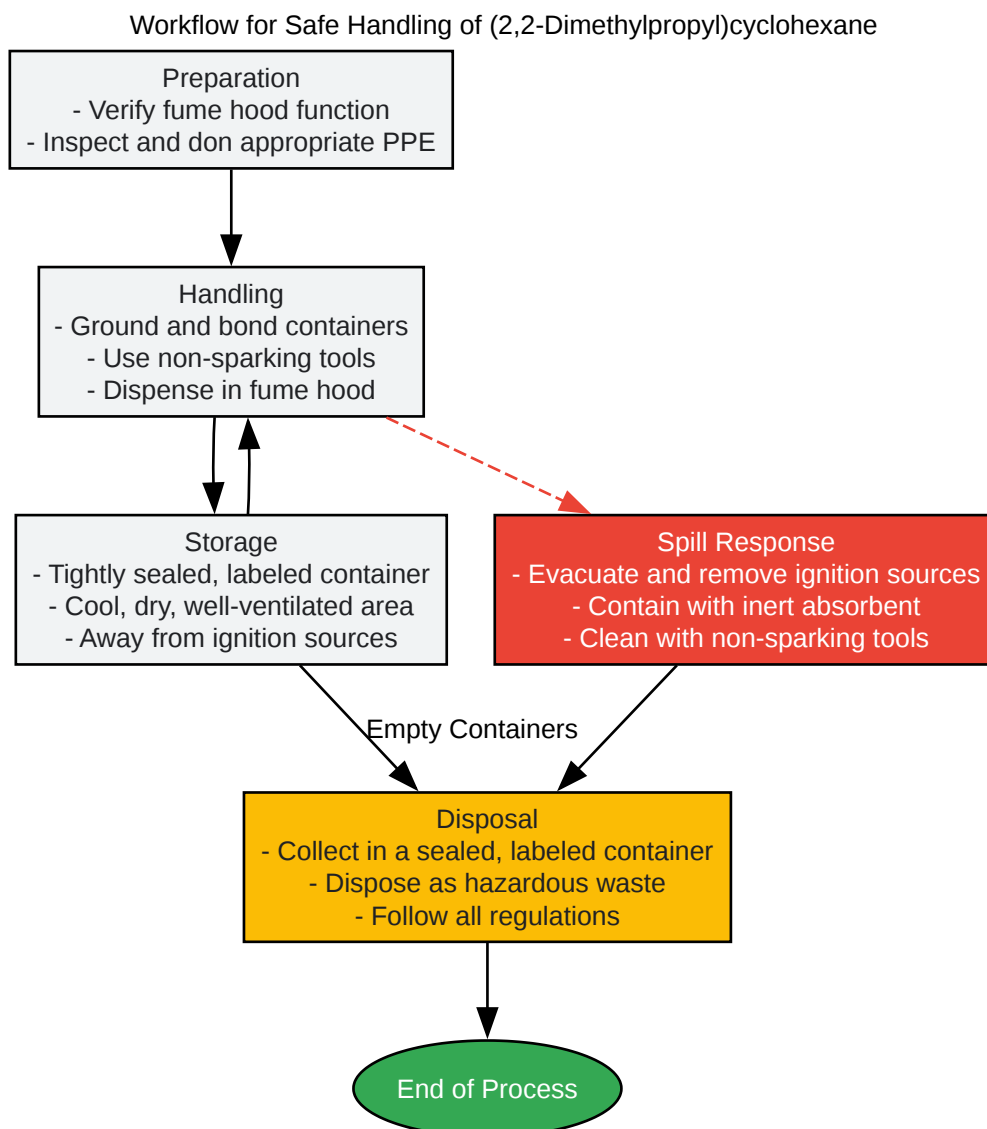 Workflow for Safe Handling of (2,2-Dimethylpropyl)cyclohexane
Preparation
- Verify fume hood function
- Inspect and don appropriate PPE
Handling
- Ground and bond containers
- Use non-sparking tools
- Dispense in fume hood
Storage
- Tightly sealed, labeled container
- Cool, dry, well-ventilated area
- Away from ignition sources
Spill Response
- Evacuate and remove ignition sources
- Contain with inert absorbent
- Clean with non-sparking tools
Empty Containers
Disposal
- Collect in a sealed, labeled container
- Dispose as hazardous waste
- Follow all regulations
End of Process